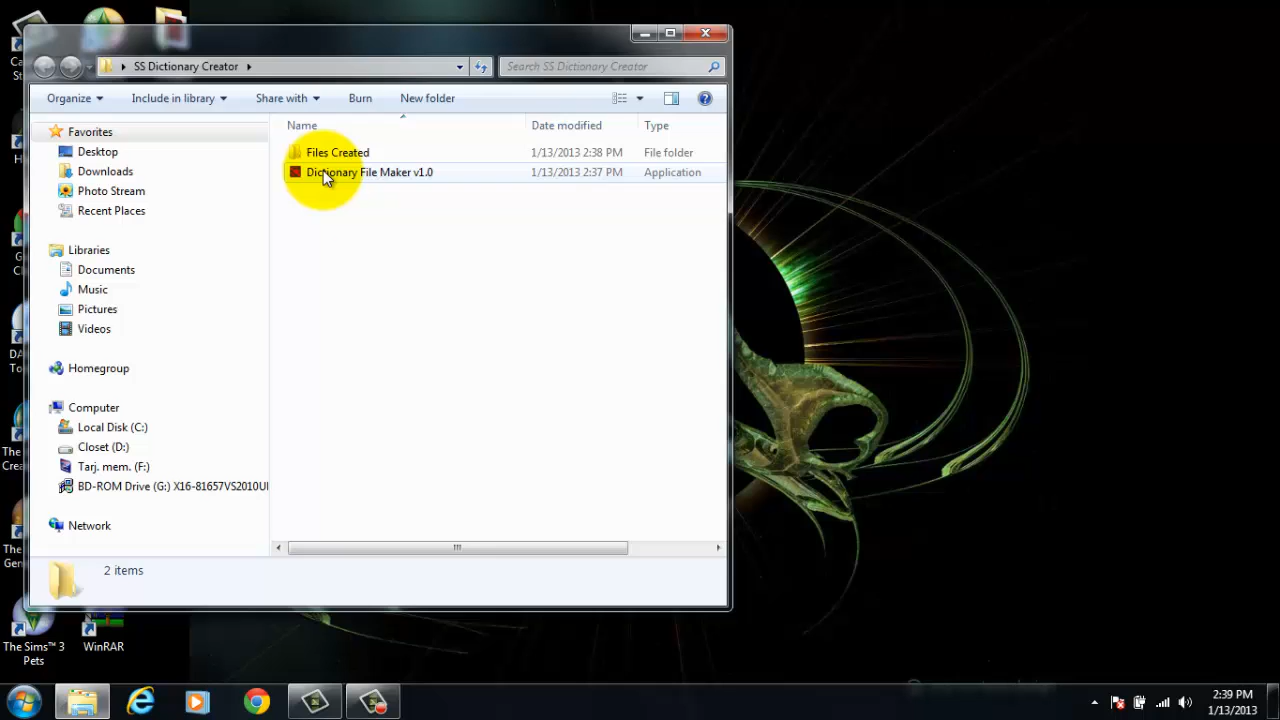 SS Dictionary Creator
Search SS Dictionary Creator
Organize
Include in library
Share with
Burn
New folder
Name
Date modified
Type
Files Created
1/13/2013 2:38 PM
File folder
Dictionary File Maker v1.0
1/13/2013 2:37 PM
Application
Favorites
Desktop
Downloads
Photo Stream
Recent Places
Libraries
Documents
Music
Pictures
Videos
Homegroup
Computer
Local Disk (C:)
Closet (D:)
Tarj. mem. (F:)
BD-ROM Drive (G:) X16-81657VS2010U
Network
2 items
The Sims™ 3
Pets
WinRAR
2:39 PM
1/13/2013